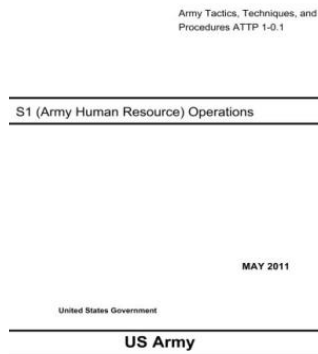 Army Tactics, Techniques, and
Procedures ATTP 1-0.1
S1 (Army Human Resource) Operations
MAY 2011
United States Government
US Army